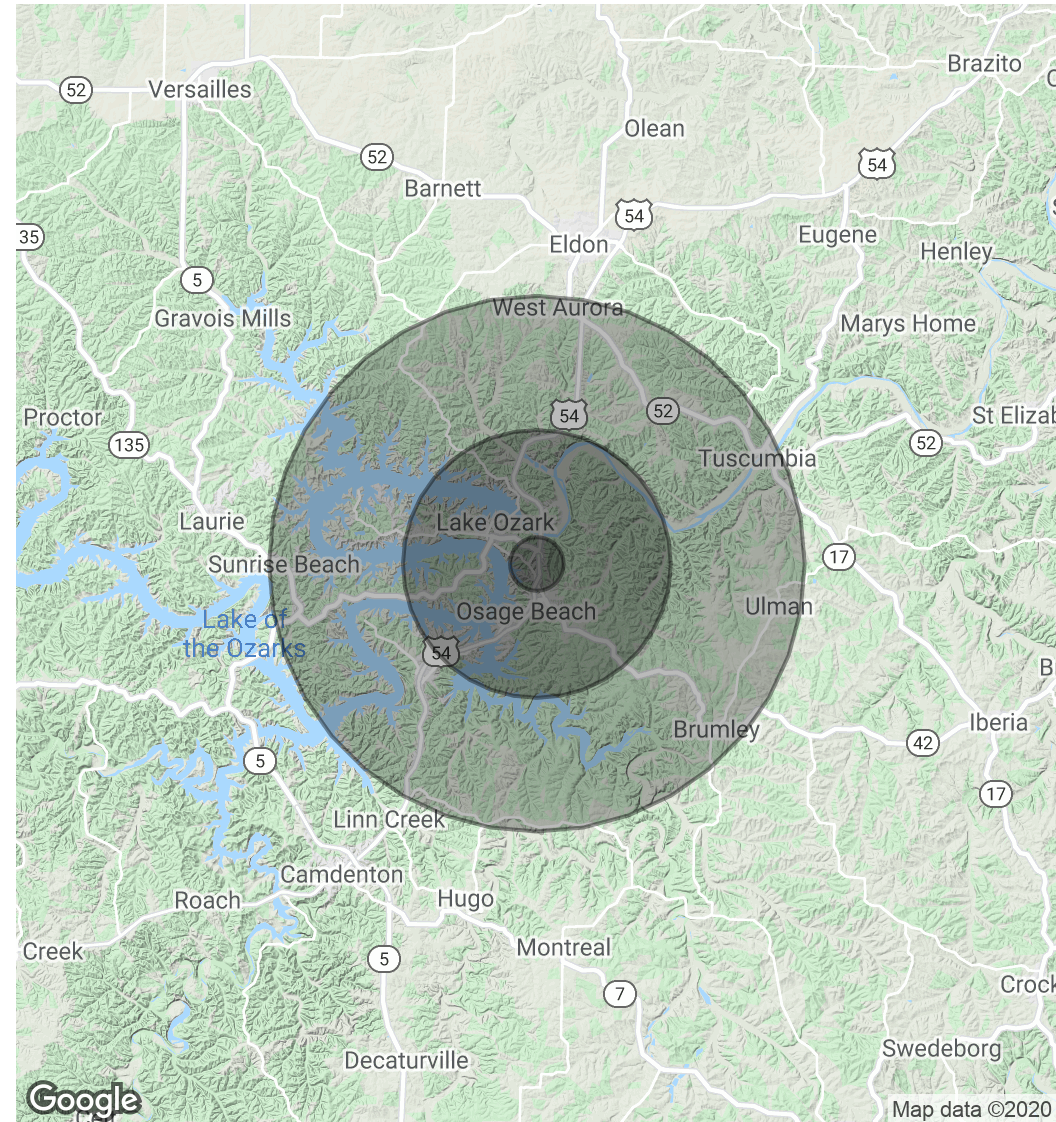 Brazito
52
Versailles
Olean
52
54
Barnett
54
Eldon
Eugene
35
Henley
5
West Aurora
Gravois Mills
Marys Home
54
52
Proctor
St Elizab
135
52
Tuscumbia
Laurie
Lake Ozark
17
Sunrise Beach
Osage Beach
Ulman
Lake of
the Ozarks
54
Iberia
Brumley
42
5
17
Linn Creek
Camdenton
Roach
Hugo
Montreal
Creek
5
7
Crock
Swedeborg
Decaturville
Google
Map data ©2020